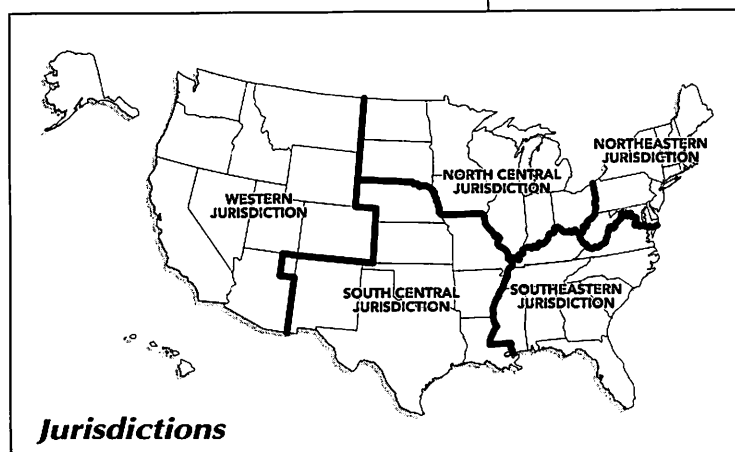 NORTHEASTERN
JURISDICTION
NORTH CENTRAL
JURISDICTION
WESTERN
JURISDICTION
SOUTH CENTRAL
JURISDICTION
SOUTHEASTERN
JURISDICTION
Jurisdictions